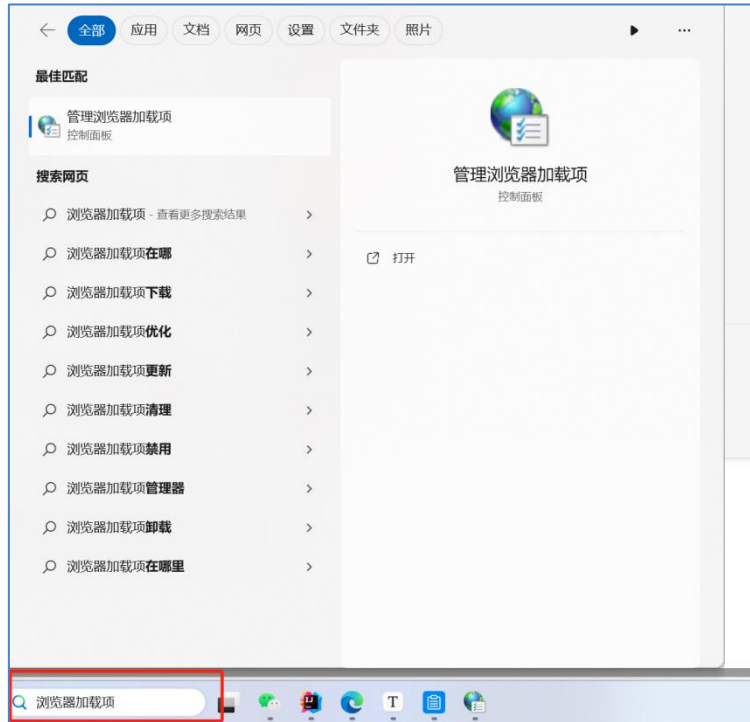 全部 应用 文档 网页 设置 文件夹 照片
最佳匹配
管理浏览器加载项
控制面板
搜索网页
浏览器加载项 - 查看更多搜索结果
浏览器加载项在哪
浏览器加载项下载
浏览器加载项优化
浏览器加载项更新
浏览器加载项清理
浏览器加载项禁用
浏览器加载项管理器
浏览器加载项卸载
浏览器加载项在哪里
管理浏览器加载项
控制面板
打开
浏览器加载项
T